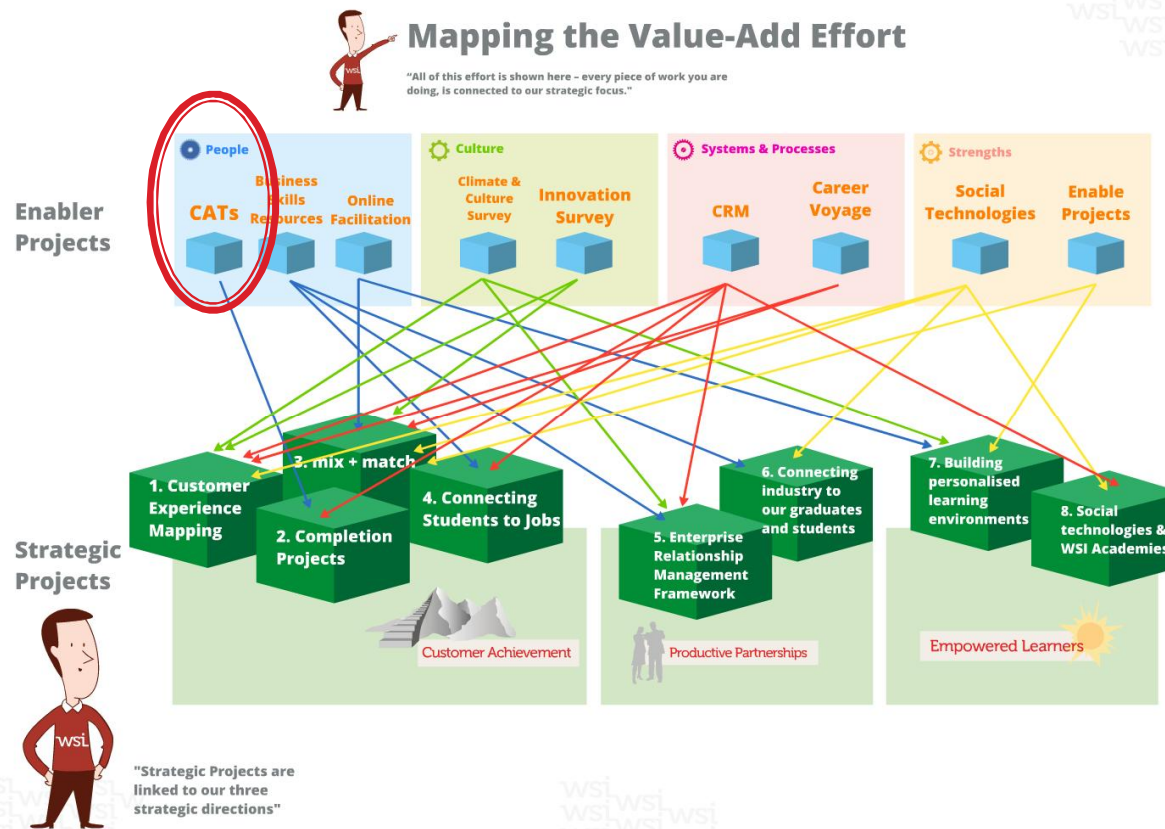 Mapping the Value-Add Effort
"All of this effort is shown here – every piece of work you are
doing, is connected to our strategic focus."
wsi
Enabler
Projects
People
CATs
Business
Skills
Resources
Online
Facilitation
Culture
Climate &
Culture
Survey
Innovation
Survey
Systems & Processes
CRM
Career
Voyage
Strengths
Social
Technologies
Enable
Projects
Strategic
Projects
1. Customer
Experience
Mapping
2. Completion
Projects
3. mix + match
4. Connecting
Students to Jobs
5. Enterprise
Relationship
Management
Framework
6. Connecting
industry to
our graduates
and students
7. Building
personalised
learning
environments
8. Social
technologies &
WSI Academies
Customer Achievement
Productive Partnerships
Empowered Learners
wsi
"Strategic Projects are
linked to our three
strategic directions"
wsi
wsi
wsi